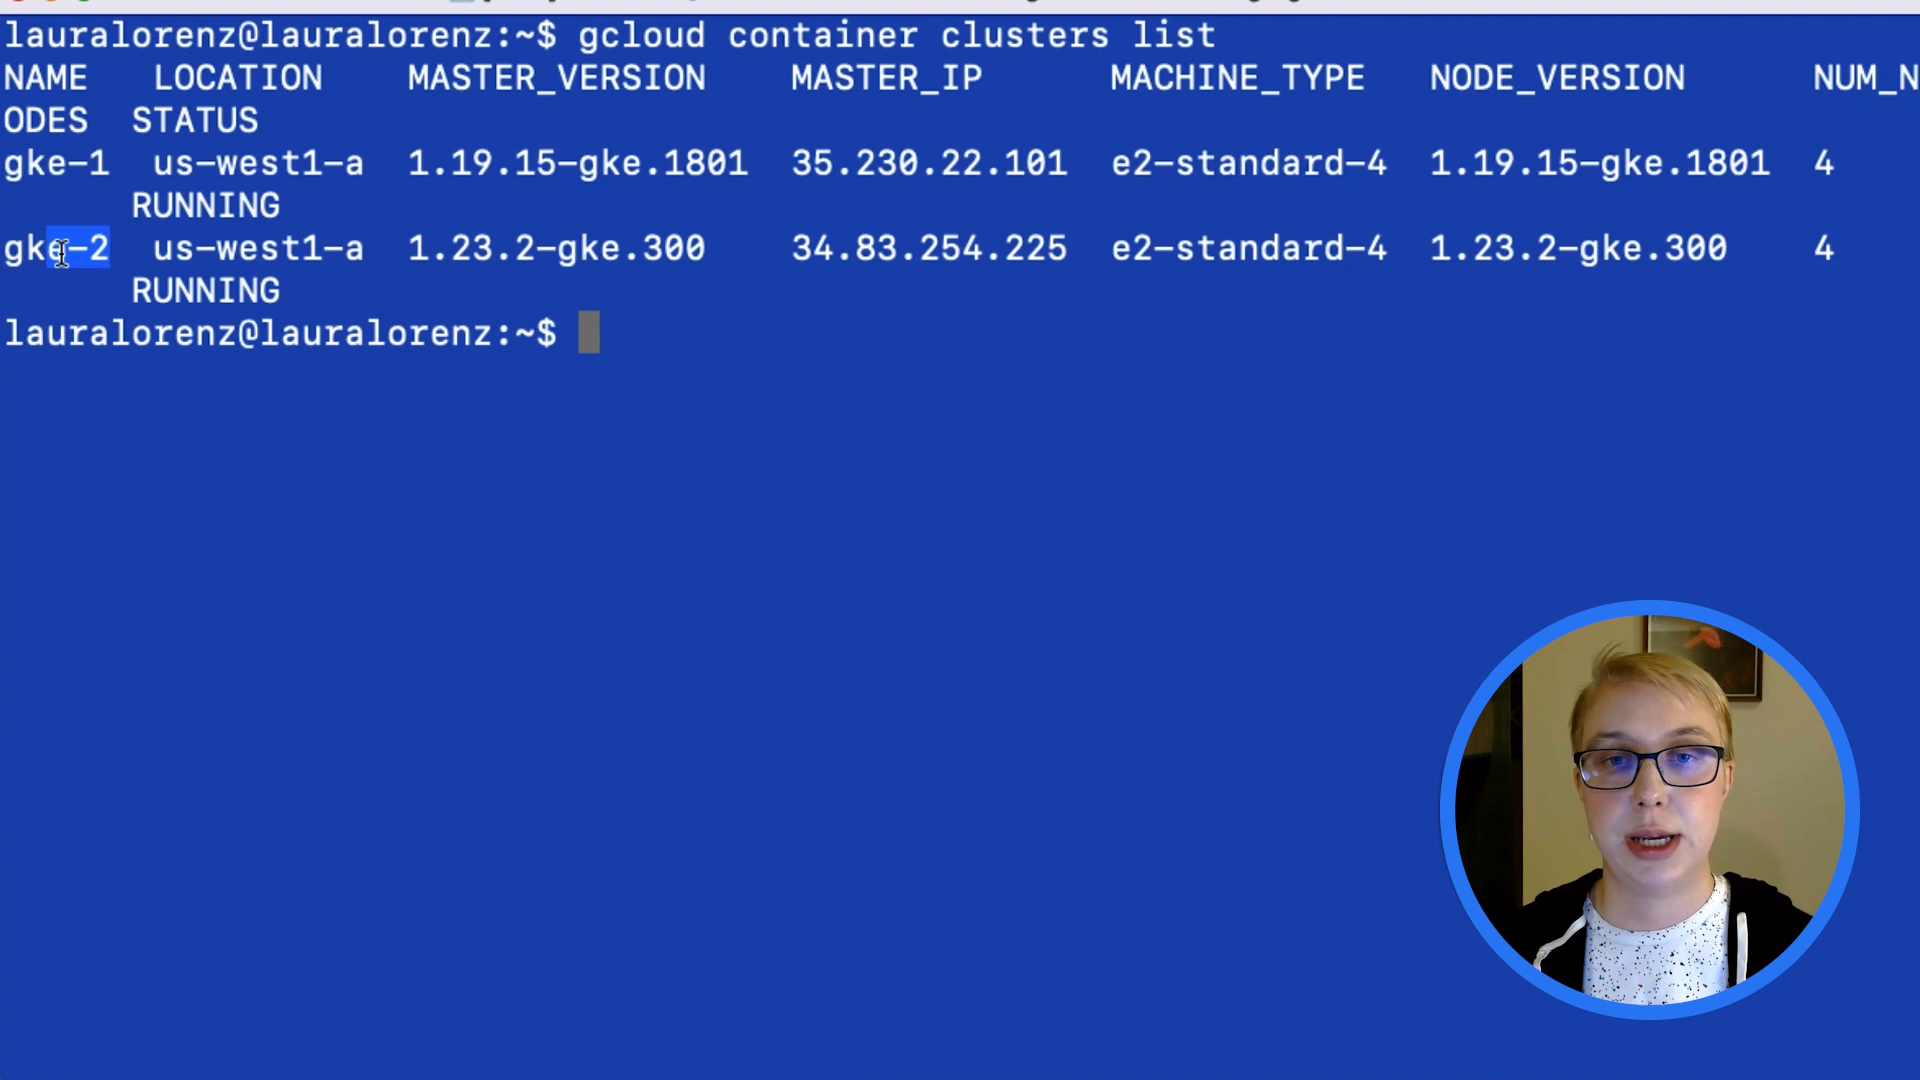 lauralorenz@lauralorenz:~$ gcloud container clusters list
NAME LOCATION MASTER_VERSION MASTER_IP MACHINE_TYPE NODE_VERSION NUM_N
ODES STATUS
gke-1 us-west1-a 1.19.15-gke.1801 35.230.22.101 e2-standard-4 1.19.15-gke.1801 4
RUNNING
gke-2 us-west1-a 1.23.2-gke.300 34.83.254.225 e2-standard-4 1.23.2-gke.300 4
RUNNING
lauralorenz@lauralorenz:~$